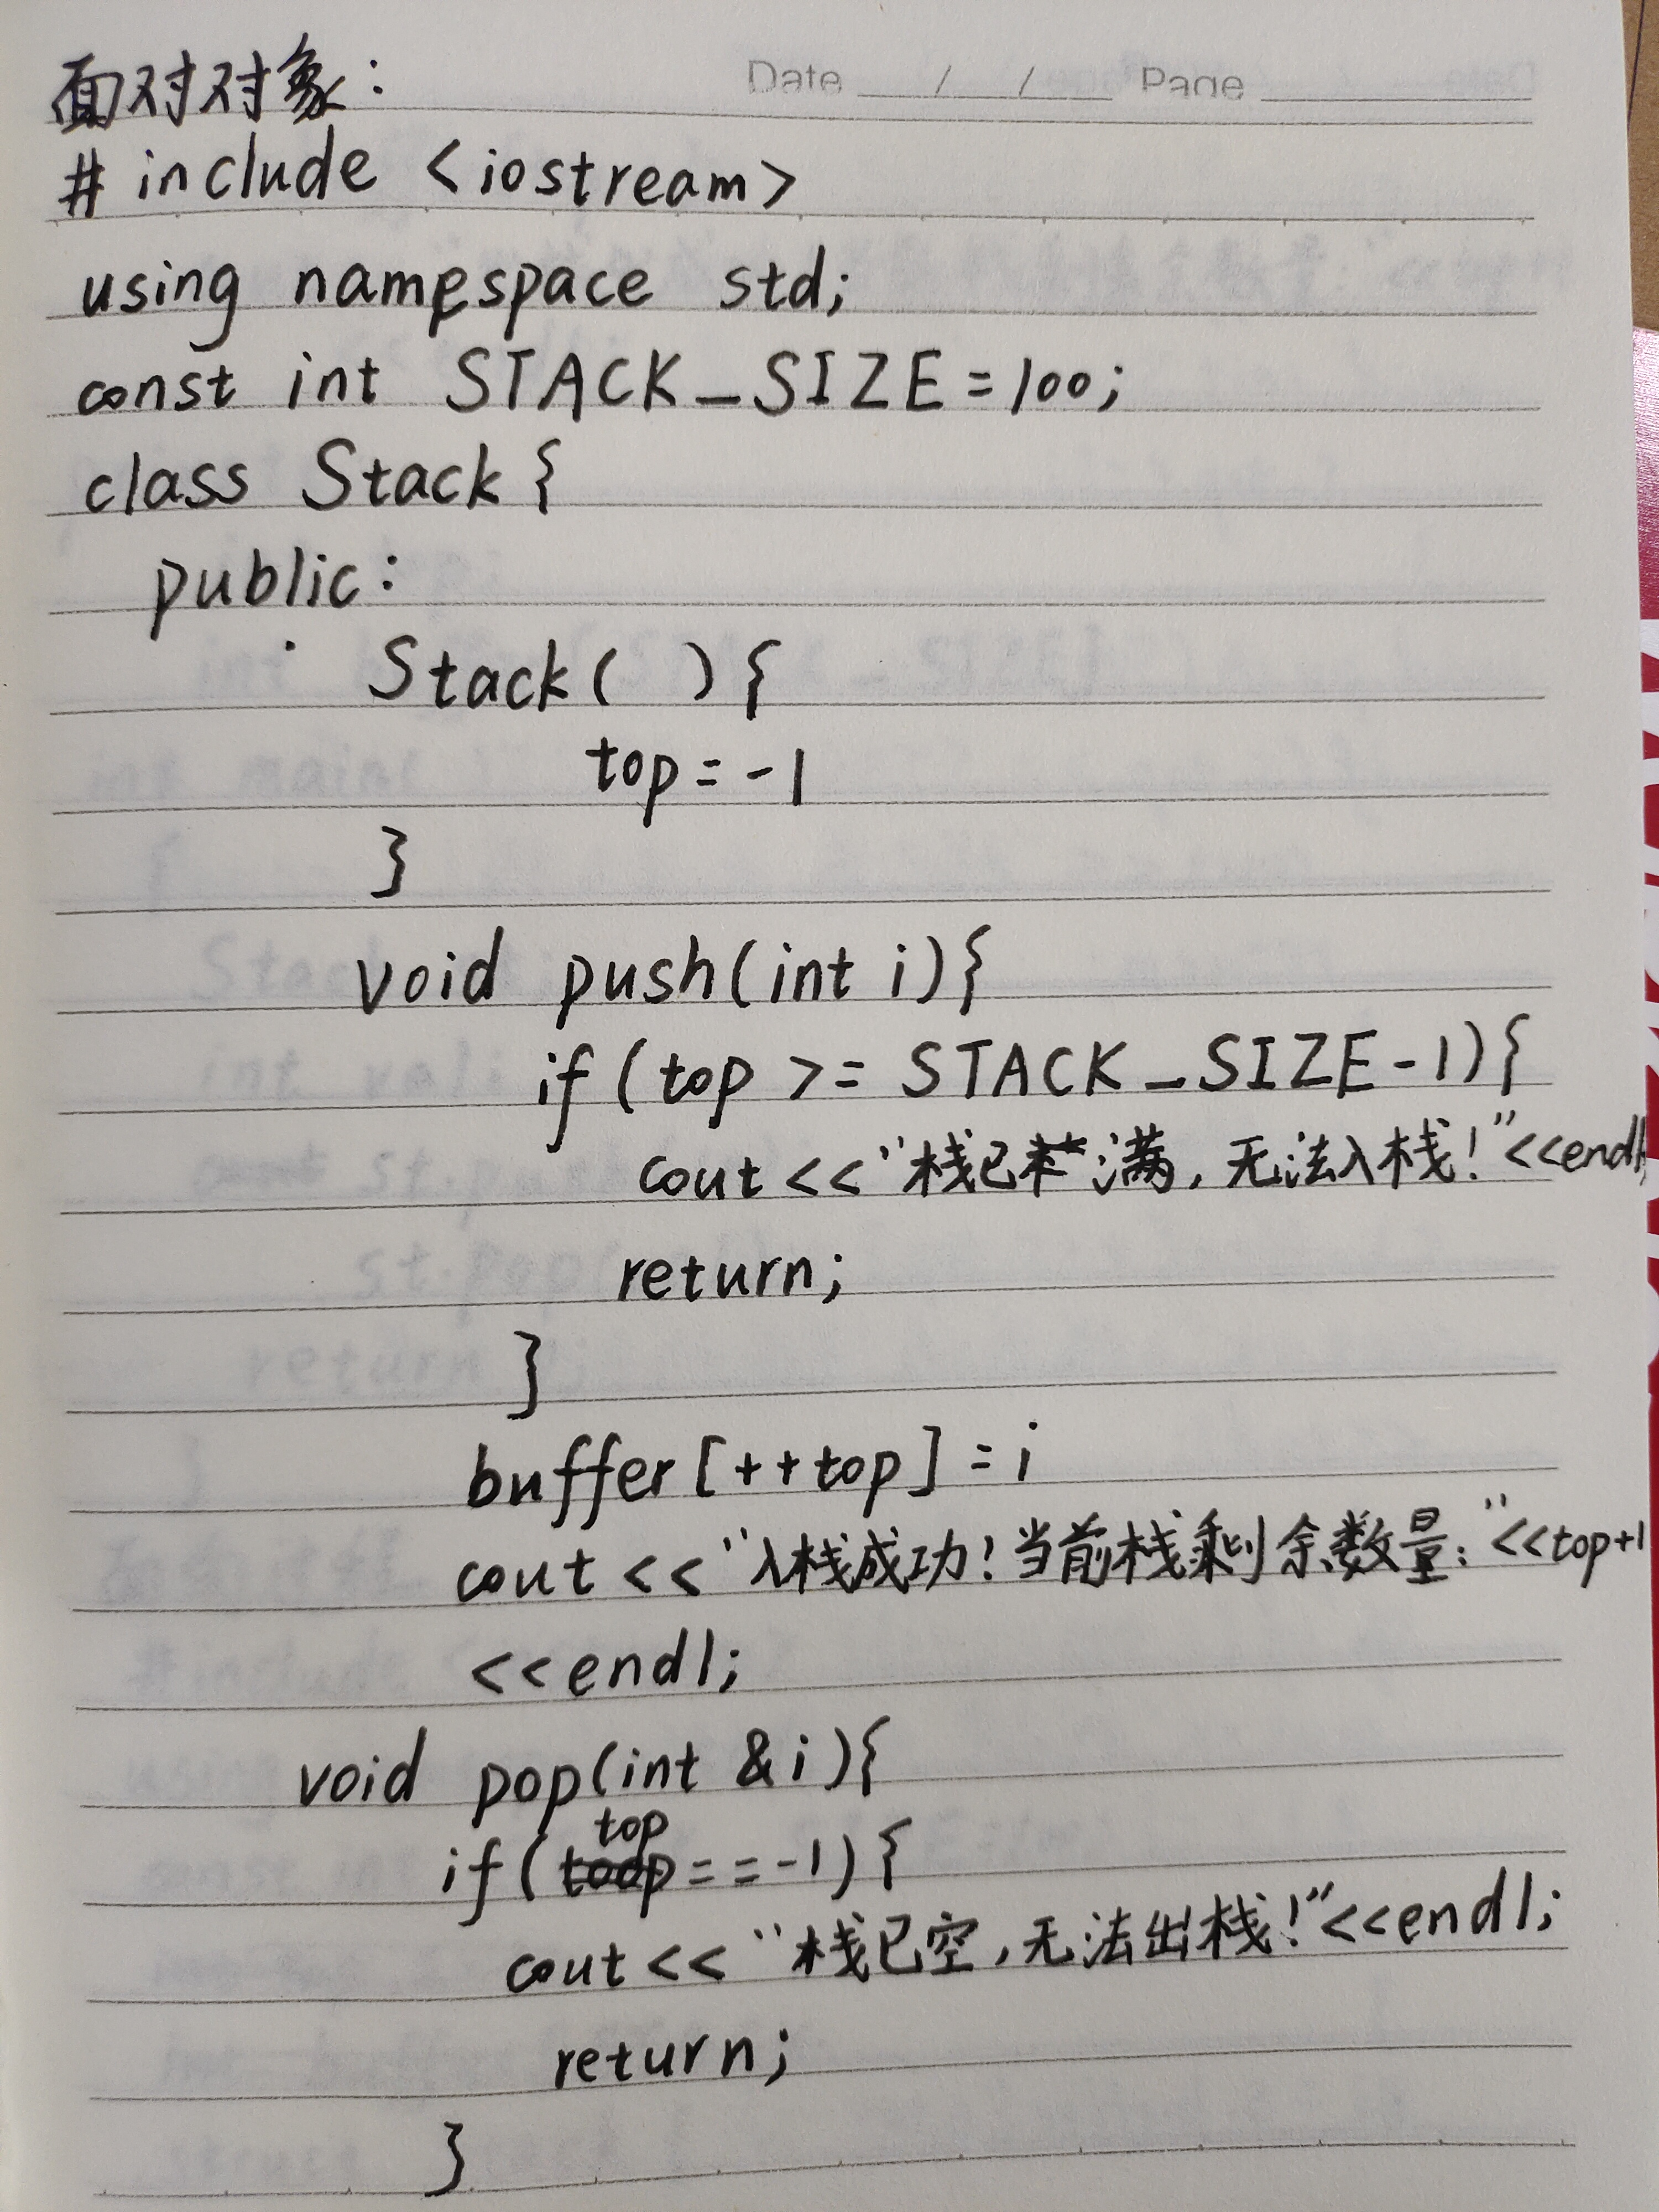 面对对象:
Date / / Page
# include <iostream>
using namespace std;
const int STACK_SIZE=100;
class Stack {
public:
Stack( ){
top=-1
}
void push(int i){
if (top >= STACK_SIZE-1){
cout <<"栈已满,无法入栈!"<<endl;
return;
}
buffer[++top]=i
cout <<"入栈成功!当前栈剩余数量:"<<top+1
<<endl;
void pop(int &i){
if(top==-1){
cout <<"栈已空,无法出栈!"<<endl;
return;
}